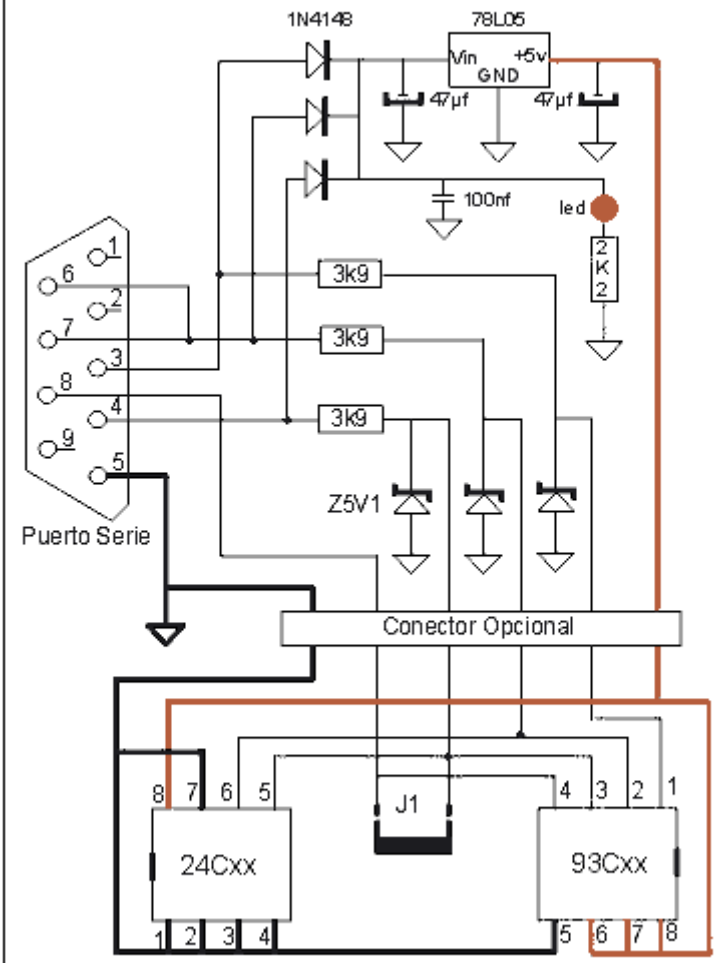 1N4148
78L05
Vin
+5v
GND
47µf
47µf
100nf
led
2K2
1
6
2
7
3
8
4
9
5
3k9
3k9
3k9
Puerto Serie
Z5V1
Conector Opcional
8 7 6 5
4 3 2 1
J1
24Cxx
93Cxx
1 2 3 4
5 6 7 8